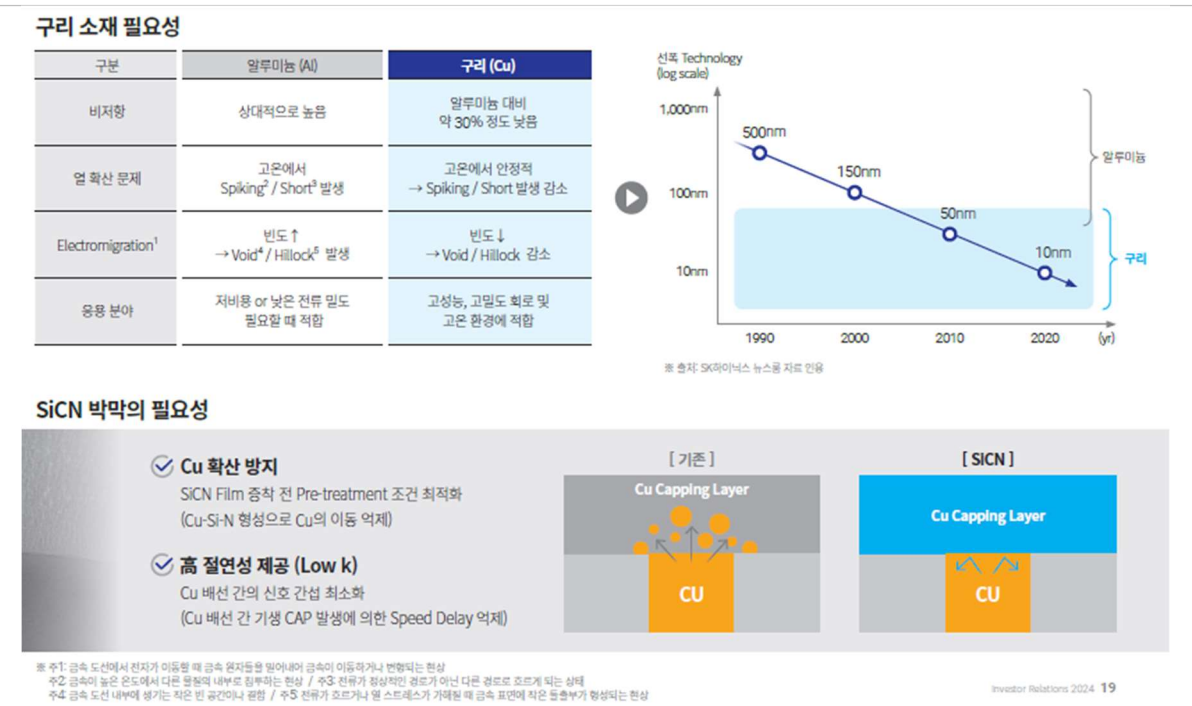 구리 소재 필요성
구분
알루미늄 (Al)
구리 (Cu)
비저항
상대적으로 높음
알루미늄 대비
약 30% 정도 낮음
열 확산 문제
고온에서
Spiking² / Short³ 발생
고온에서 안정적
→ Spiking / Short 발생 감소
Electromigration¹
빈도↑
→ Void⁴ / Hillock⁵ 발생
빈도↓
→ Void / Hillock 감소
응용 분야
저비용 or 낮은 전류 밀도
필요할 때 적합
고성능, 고밀도 회로 및
고온 환경에 적합
선폭 Technology
(log scale)
1,000nm
100nm
10nm
500nm
150nm
50nm
10nm
알루미늄
구리
1990
2000
2010
2020
(yr)
※ 출처: SK하이닉스 뉴스룸 자료 인용
SiCN 박막의 필요성
Cu 확산 방지
SiCN Film 증착 전 Pre-treatment 조건 최적화
(Cu-Si-N 형성으로 Cu의 이동 억제)
高 절연성 제공 (Low k)
Cu 배선 간의 신호 간섭 최소화
(Cu 배선 간 기생 CAP 발생에 의한 Speed Delay 억제)
[ 기존 ]
Cu Capping Layer
CU
[ SICN ]
Cu Capping Layer
CU
※ 주1: 금속 도선에서 전자가 이동할 때 금속 원자들을 밀어내어 금속이 이동하거나 변형되는 현상
주2: 금속이 높은 온도에서 다른 물질의 내부로 침투하는 현상 / 주3: 전류가 정상적인 경로가 아닌 다른 경로로 흐르게 되는 상태
주4: 금속 도선 내부에 생기는 작은 빈 공간이나 결함 / 주5: 전류가 흐르거나 열 스트레스가 가해질 때 금속 표면에 작은 돌출부가 형성되는 현상
Investor Relations 2024 19